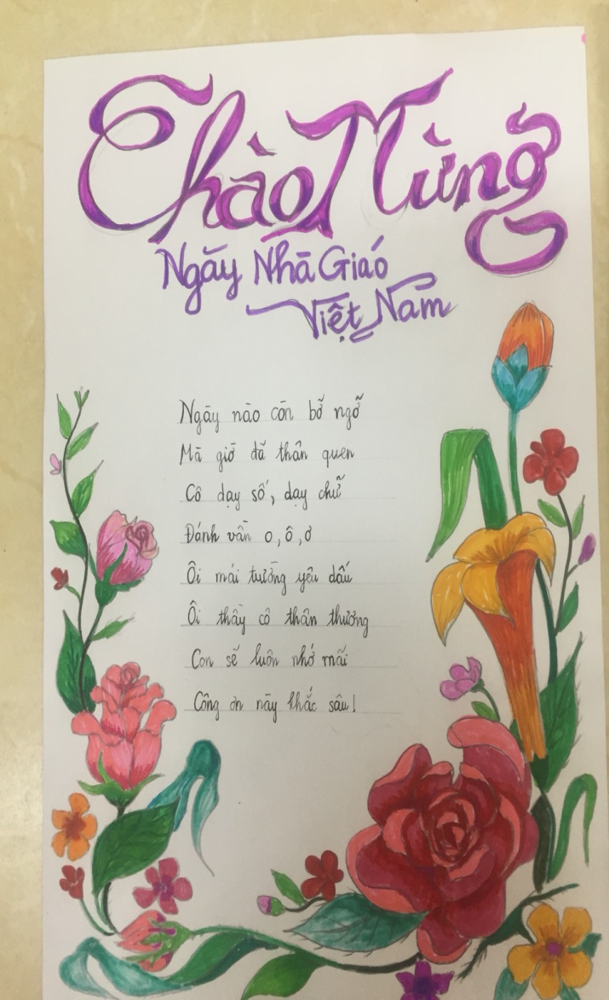 Chào Mừng
Ngày Nhà Giáo
Việt Nam
Ngày nào còn bỡ ngỡ
Mà giờ đã thân quen
Cô dạy số, dạy chữ
Đánh vần o, ô, ơ
Ôi mái trường yêu dấu
Ôi thầy cô thân thương
Con sẽ luôn nhớ mãi
Công ơn này khắc sâu!